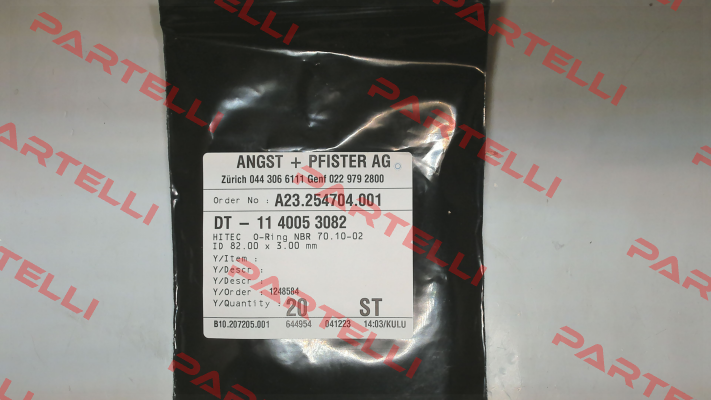 PARTELLI PARTELLI
PARTELLI
PARTELLI
ANGST + PFISTER AG
Zürich 044 306 6111 Genf 022 979 2800
Order No : A23.254704.001
DT - 11 4005 3082
HITEC O-Ring NBR 70.10-02
ID 82.00 x 3.00 mm
Y/Item :
Y/Descr :
Y/Descr :
Y/Order : 1248584
Y/Quantity : 20 ST
B10.207205.001 644954 041223 14:03/KULU
PARTELLI
PARTELLI
PARTELLI
PARTELLI